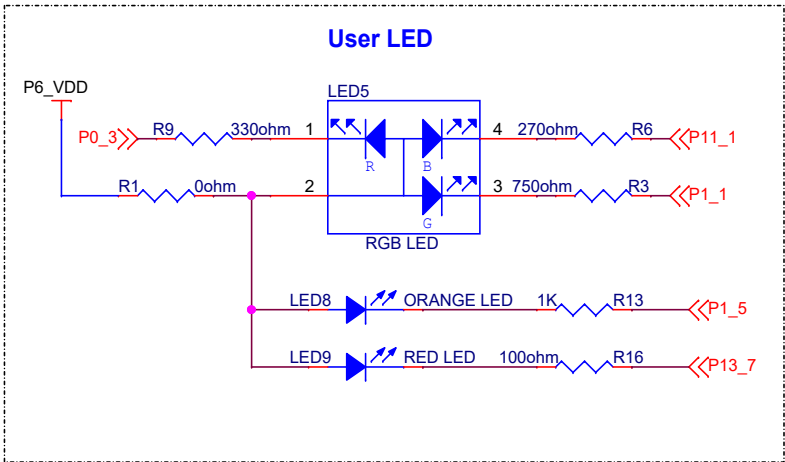 User LED
P6_VDD
LED5
P0_3 R9 330ohm 1 R B 4 270ohm R6 P11_1
R1 0ohm 2 G 3 750ohm R3 P1_1
RGB LED
LED8 ORANGE LED 1K R13 P1_5
LED9 RED LED 100ohm R16 P13_7